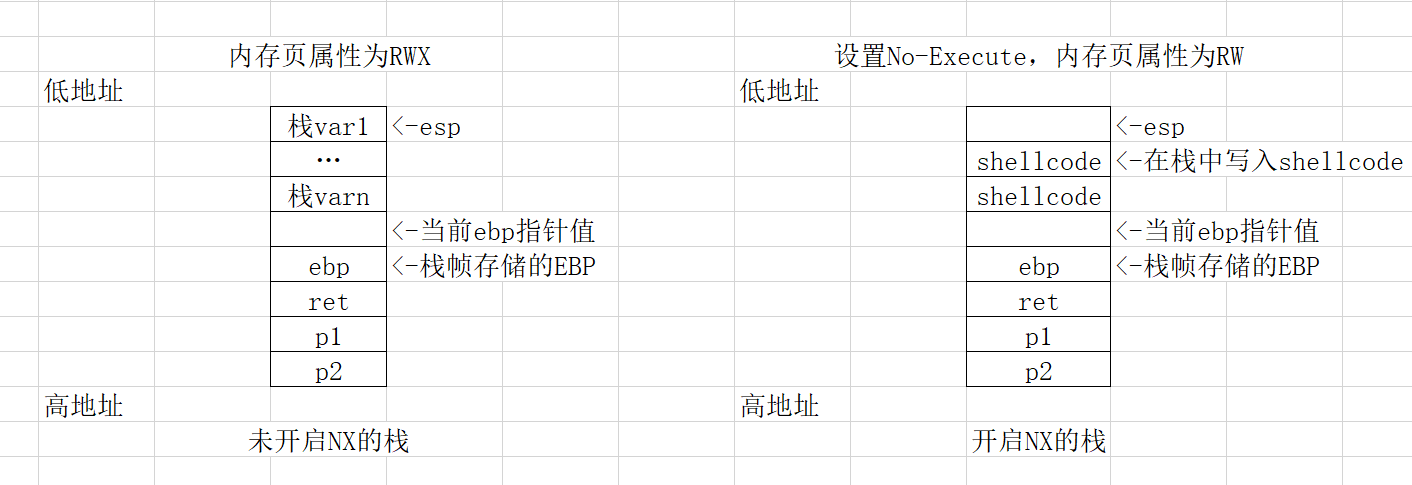 内存页属性为RWX
低地址
栈var1 <-esp
…
栈varn
<-当前ebp指针值
ebp <-栈帧存储的EBP
ret
p1
p2
高地址
未开启NX的栈
设置No-Execute，内存页属性为RW
低地址
<-esp
shellcode <-在栈中写入shellcode
shellcode
<-当前ebp指针值
ebp <-栈帧存储的EBP
ret
p1
p2
高地址
开启NX的栈